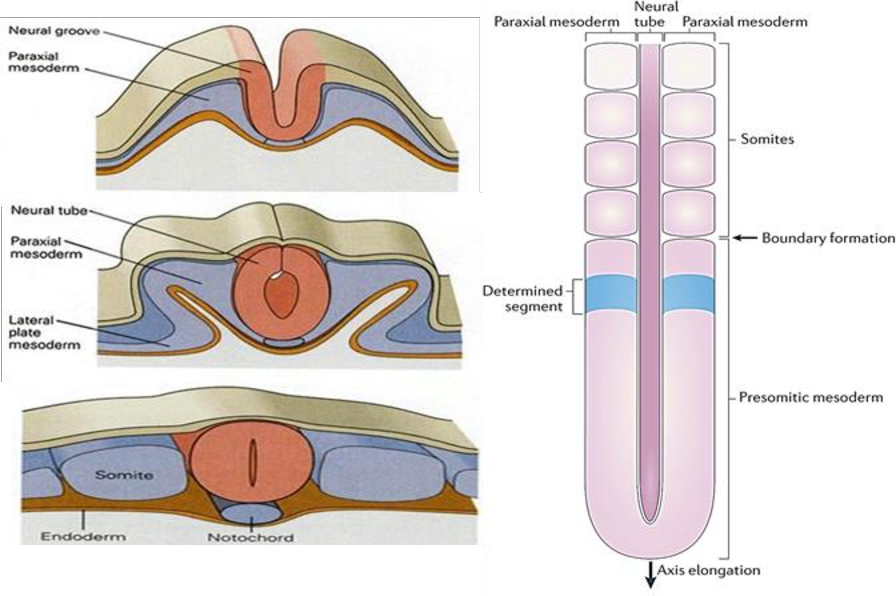 Neural groove
Paraxial
mesoderm
Neural tube
Paraxial
mesoderm
Lateral
plate
mesoderm
Somite
Endoderm
Notochord
Neural
Paraxial mesoderm
tube
Paraxial mesoderm
Somites
Boundary formation
Determined
segment
Presomitic mesoderm
Axis elongation